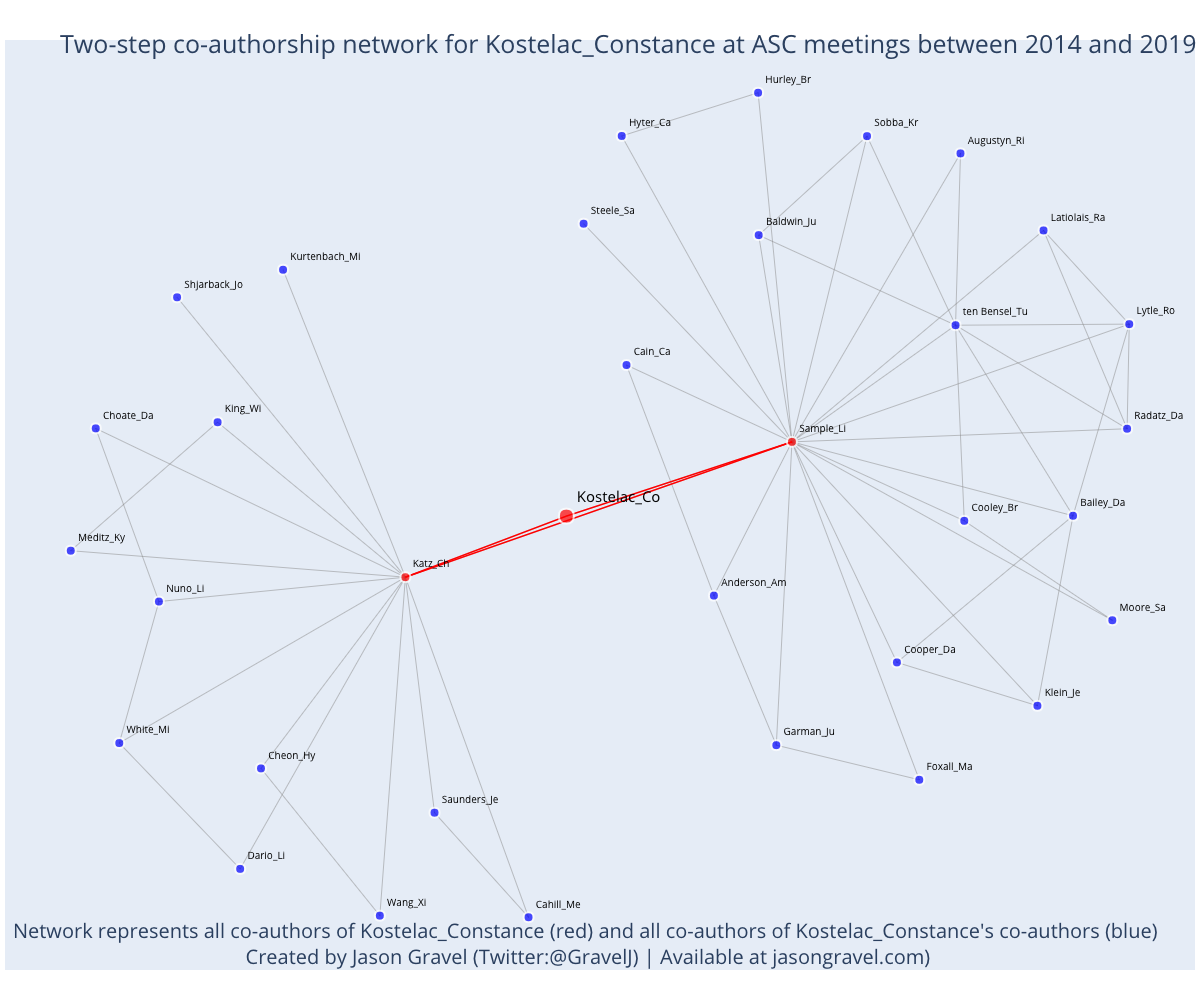 Two-step co-authorship network for Kostelac_Constance at ASC meetings between 2014 and 2019
Hurley_Br
Hyter_Ca
Sobba_Kr
Augustyn_Ri
Steele_Sa
Baldwin_Ju
Latiolais_Ra
Kurtenbach_Mi
Shjarback_Jo
ten Bensel_Tu
Lytle_Ro
Cain_Ca
Choate_Da
King_Wi
Radatz_Da
Sample_Li
Kostelac_Co
Bailey_Da
Cooley_Br
Meditz_Ky
Katz_Ch
Nuno_Li
Anderson_Am
Moore_Sa
Cooper_Da
Klein_Je
White_Mi
Garman_Ju
Cheon_Hy
Foxall_Ma
Saunders_Je
Dario_Li
Wang_Xi
Cahill_Me
Network represents all co-authors of Kostelac_Constance (red) and all co-authors of Kostelac_Constance's co-authors (blue)
Created by Jason Gravel (Twitter:@GravelJ) | Available at jasongravel.com)